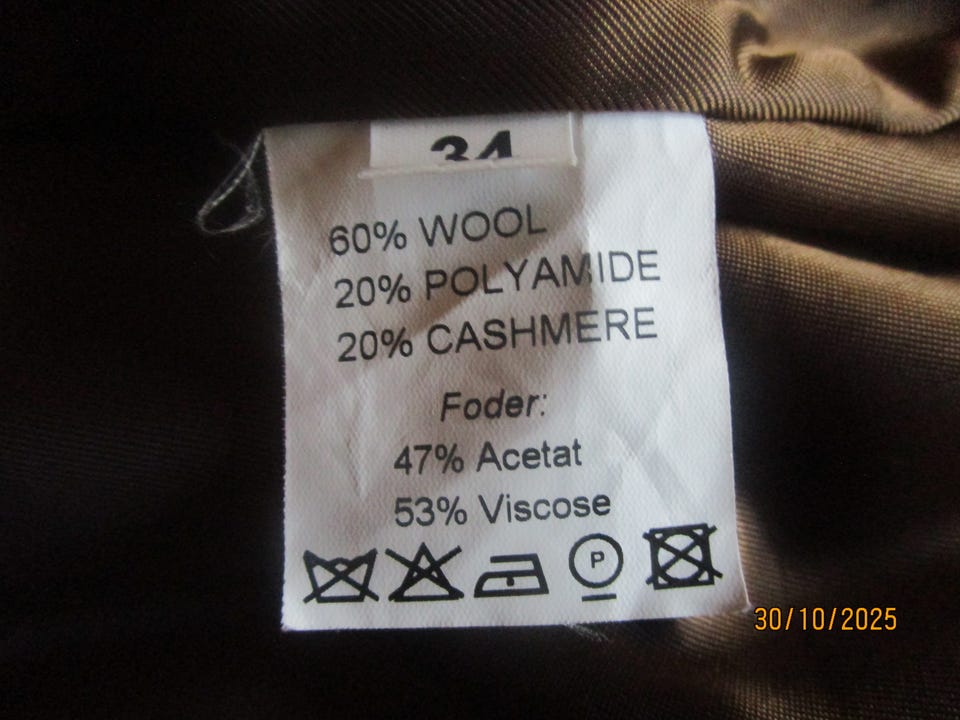 34
60% WOOL
20% POLYAMIDE
20% CASHMERE
Foder:
47% Acetat
53% Viscose
P
30/10/2025